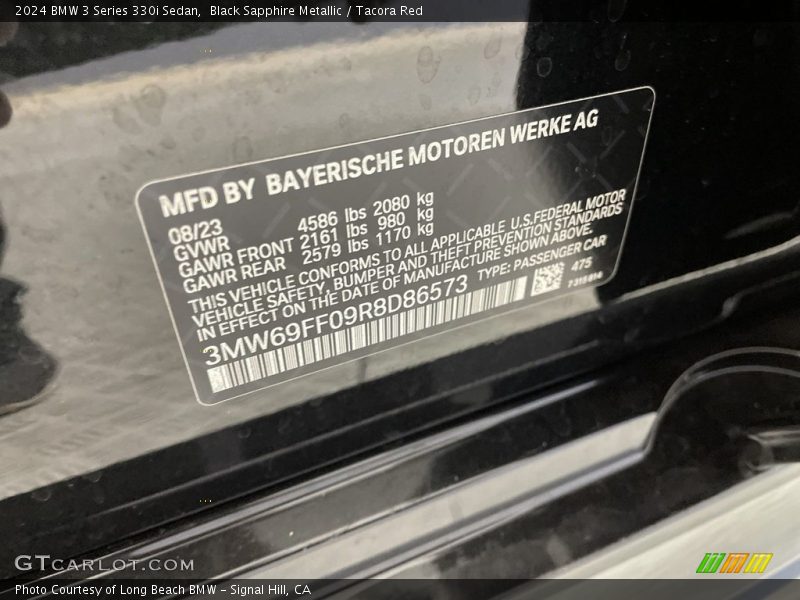 2024 BMW 3 Series 330i Sedan,  Black Sapphire Metallic / Tacora Red
MFD BY BAYERISCHE MOTOREN WERKE AG
08/23
GVWR 4586 lbs 2080 kg
GAWR FRONT 2161 lbs 980 kg
GAWR REAR 2579 lbs 1170 kg
THIS VEHICLE CONFORMS TO ALL APPLICABLE U.S.FEDERAL MOTOR
VEHICLE SAFETY, BUMPER AND THEFT PREVENTION STANDARDS
IN EFFECT ON THE DATE OF MANUFACTURE SHOWN ABOVE.
3MW69FF09R8D86573 TYPE: PASSENGER CAR
475
GTCARLOT.COM
Photo Courtesy of Long Beach BMW - Signal Hill, CA